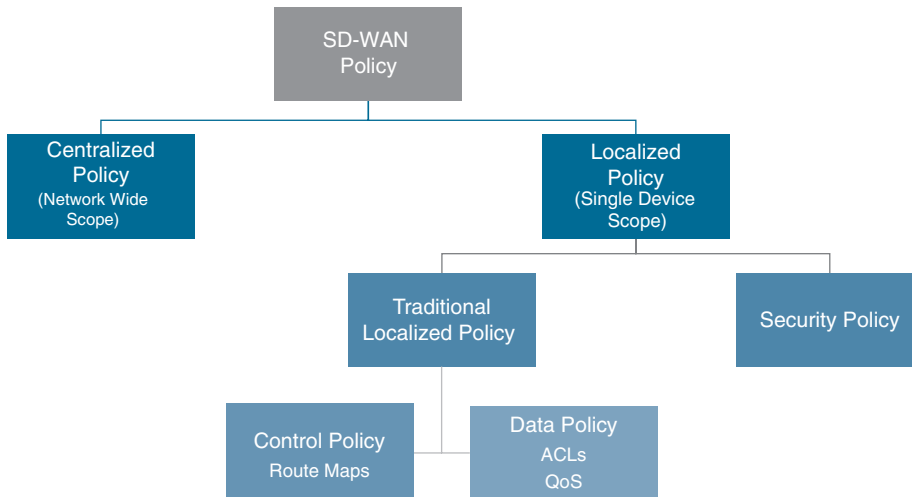 SD-WAN
Policy
Centralized
Policy
(Network Wide
Scope)
Localized
Policy
(Single Device
Scope)
Traditional
Localized Policy
Security Policy
Control Policy
Route Maps
Data Policy
ACLs
QoS